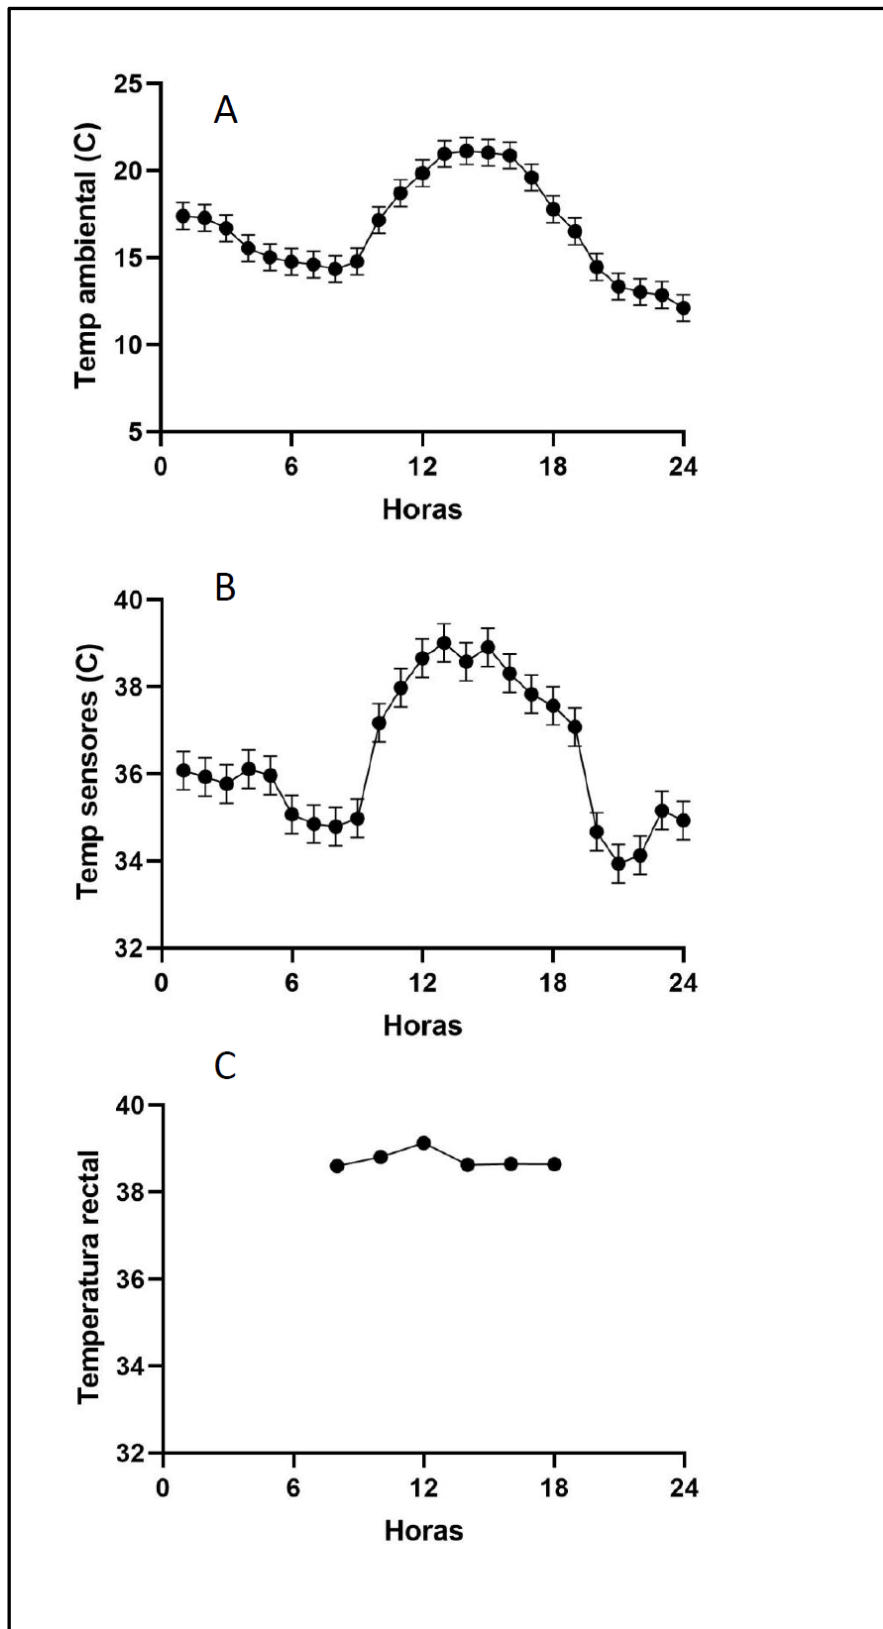 A
Temp ambiental (C)
25
20
15
10
5
0 6 12 18 24
Horas
B
Temp sensores (C)
40
38
36
34
32
0 6 12 18 24
Horas
C
Temperatura rectal
40
38
36
34
32
0 6 12 18 24
Horas